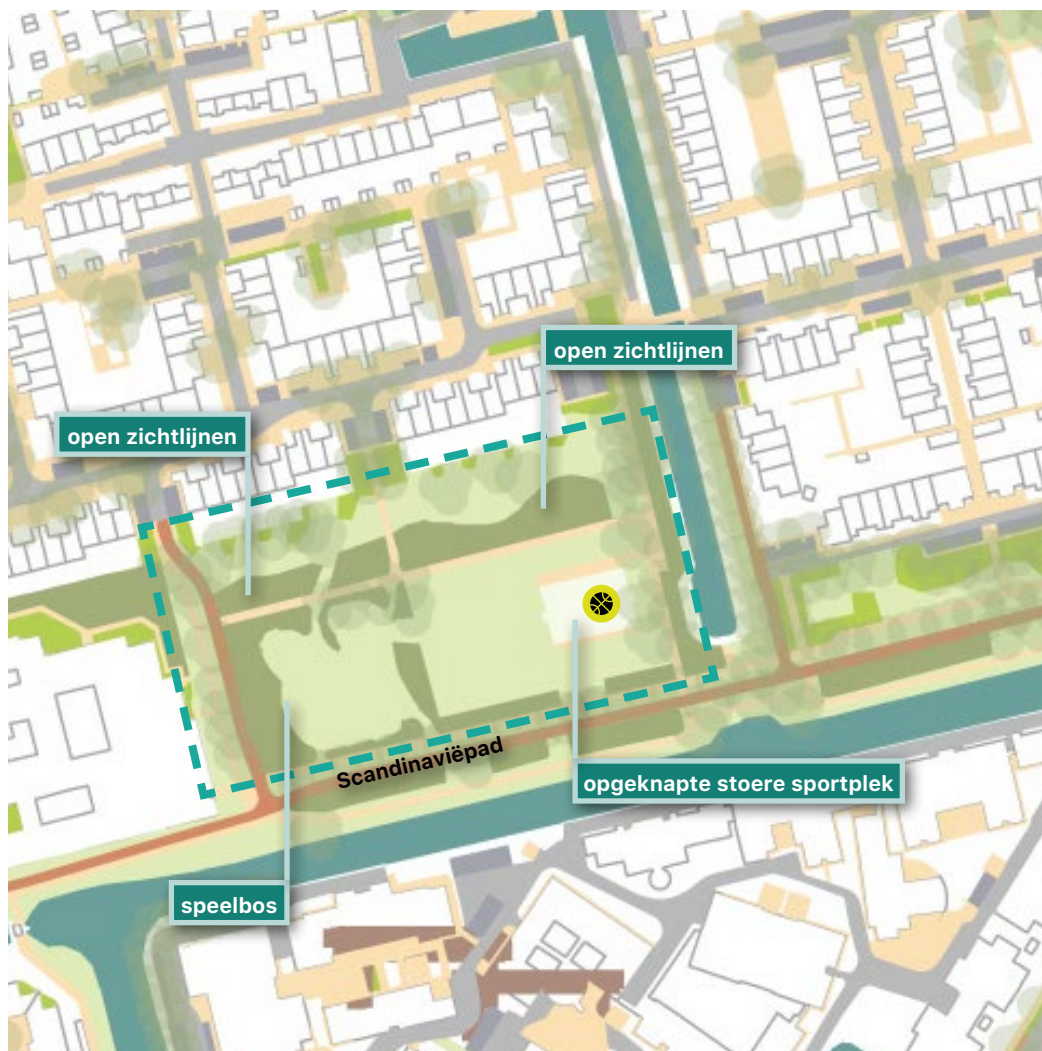 open zichtlijnen
open zichtlijnen
Scandinaviëpad
opgeknapte stoere sportplek
speelbos